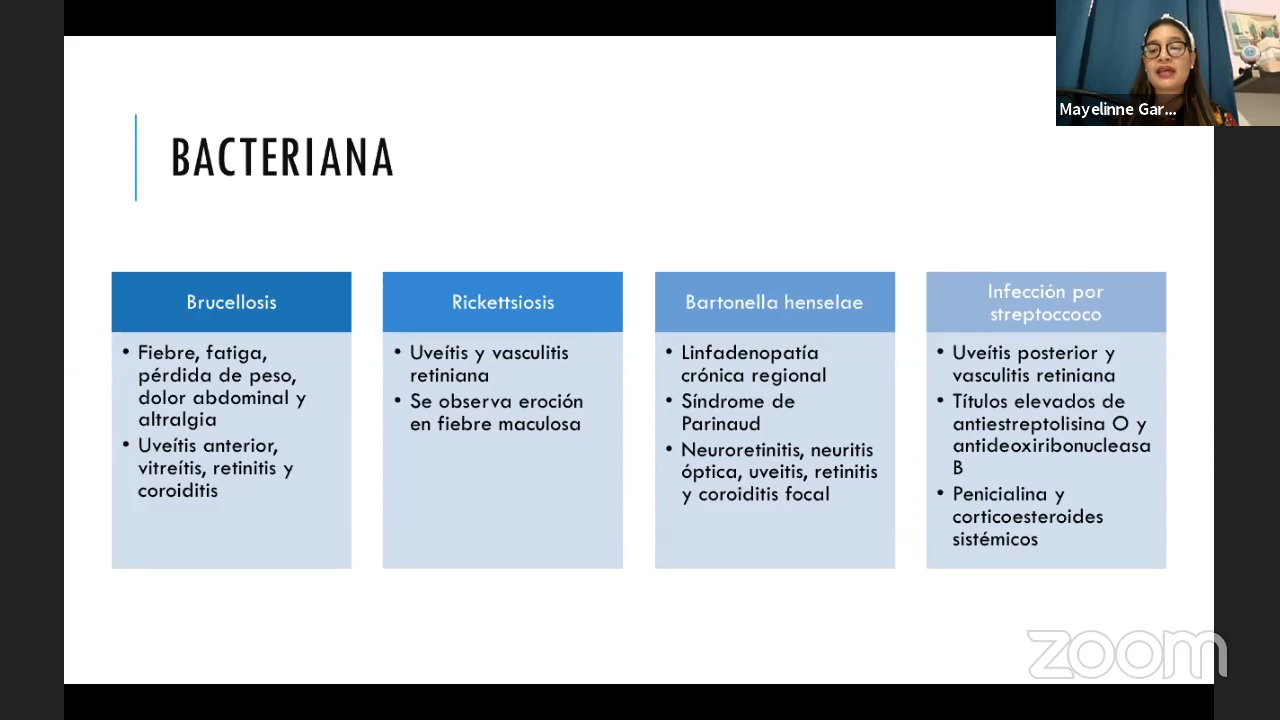 Mayelinne Gar...
BACTERIANA
Brucellosis
• Fiebre, fatiga,
pérdida de peso,
dolor abdominal y
altralgia
• Uveítis anterior,
vitreítis, retinitis y
coroiditis
Rickettsiosis
• Uveítis y vasculitis
retiniana
• Se observa eroción
en fiebre maculosa
Bartonella henselae
• Linfadenopatía
crónica regional
• Síndrome de
Parinaud
• Neuroretinitis, neuritis
óptica, uveitis, retinitis
y coroiditis focal
Infección por
streptoccoco
• Uveítis posterior y
vasculitis retiniana
• Títulos elevados de
antiestreptolisina O y
antideoxiribonucleasa
B
• Penicialina y
corticoesteroides
sistémicos
zoom